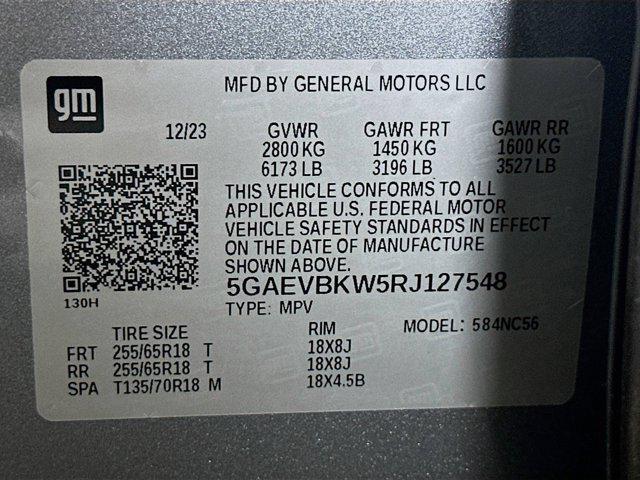 gm
MFD BY GENERAL MOTORS LLC
12/23 GVWR GAWR FRT GAWR RR
2800 KG 1450 KG 1600 KG
6173 LB 3196 LB 3527 LB
THIS VEHICLE CONFORMS TO ALL
APPLICABLE U.S. FEDERAL MOTOR
VEHICLE SAFETY STANDARDS IN EFFECT
ON THE DATE OF MANUFACTURE
SHOWN ABOVE.
130H
5GAEVBKW5RJ127548
TYPE: MPV
MODEL: 584NC56
TIRE SIZE RIM
FRT 255/65R18 T 18X8J
RR 255/65R18 T 18X8J
SPA T135/70R18 M 18X4.5B